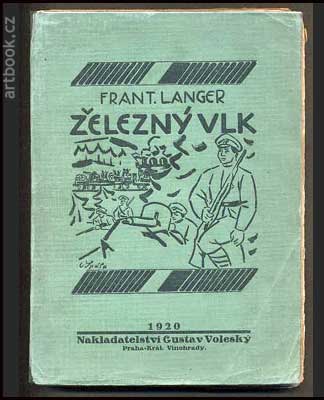 FRANT. LANGER
ŽELEZNÝ VLK
1920
Nakladatelství Gustav Voleský
Praha-Král. Vinohrady.
artbook.cz